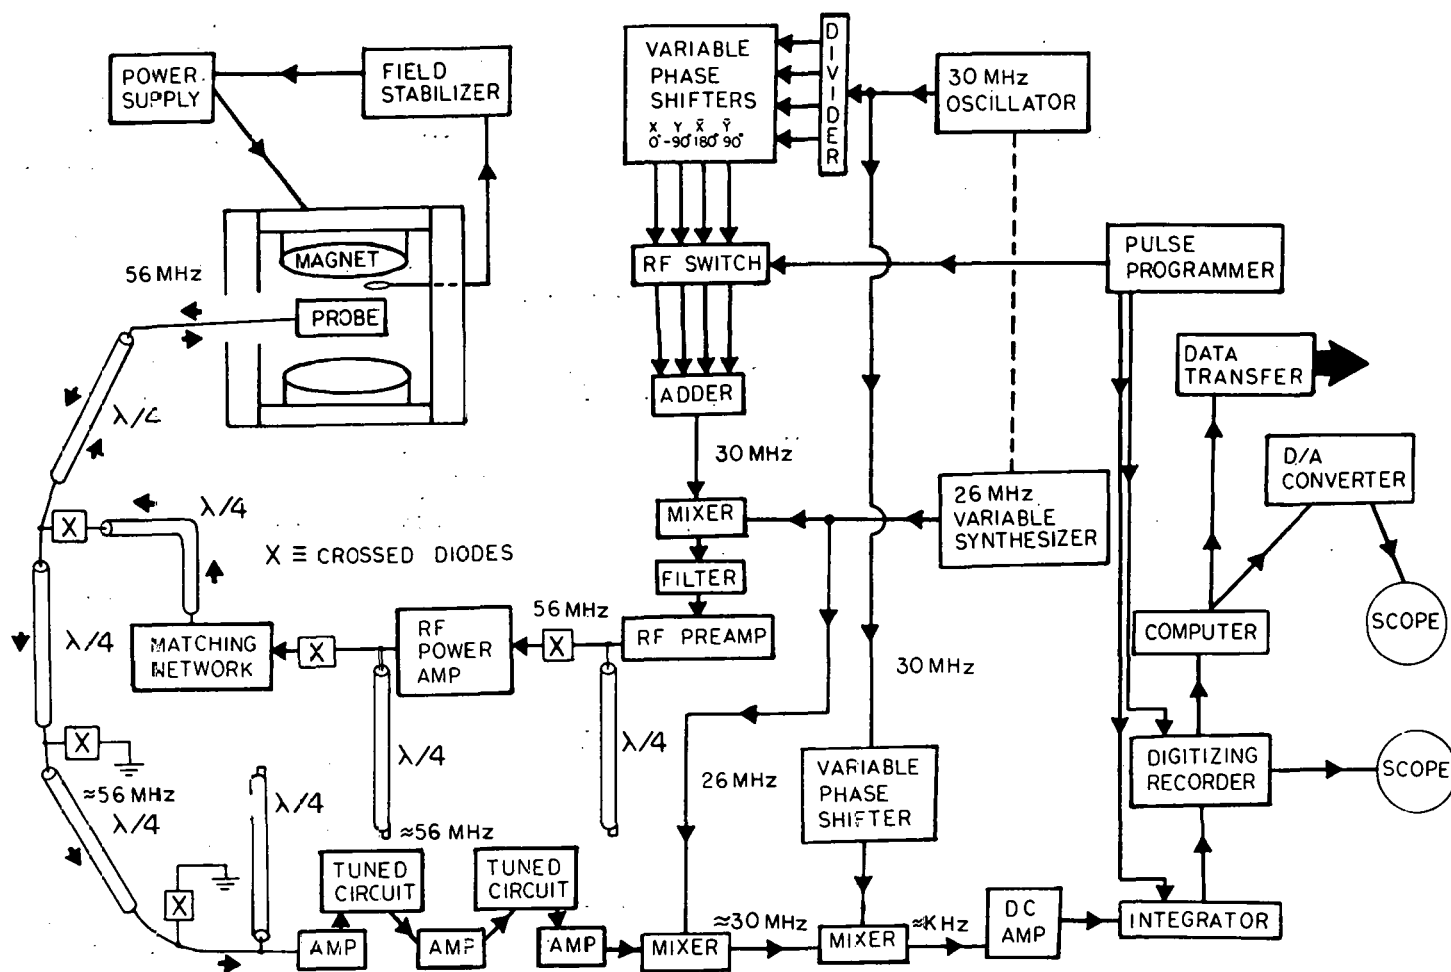 POWER
SUPPLY
FIELD
STABILIZER
VARIABLE
PHASE
SHIFTERS
X Y X̄ Ȳ
0° -90° 180° 90°
DIVIDER
30 MHz
OSCILLATOR
56 MHz
MAGNET
PROBE
RF SWITCH
PULSE
PROGRAMMER
λ/4
ADDER
DATA
TRANSFER
30 MHz
D/A
CONVERTER
λ/4
X
MIXER
26 MHz
VARIABLE
SYNTHESIZER
X ≡ CROSSED DIODES
FILTER
λ/4
MATCHING
NETWORK
X
RF
POWER
AMP
56 MHz
X
RF PREAMP
COMPUTER
SCOPE
30 MHz
X
λ/4
λ/4
≈56 MHz
λ/4
λ/4
26 MHz
VARIABLE
PHASE
SHIFTER
DIGITIZING
RECORDER
SCOPE
≈56 MHz
TUNED
CIRCUIT
TUNED
CIRCUIT
X
AMP
AMP
AMP
MIXER
≈30 MHz
MIXER
≈KHz
DC
AMP
INTEGRATOR